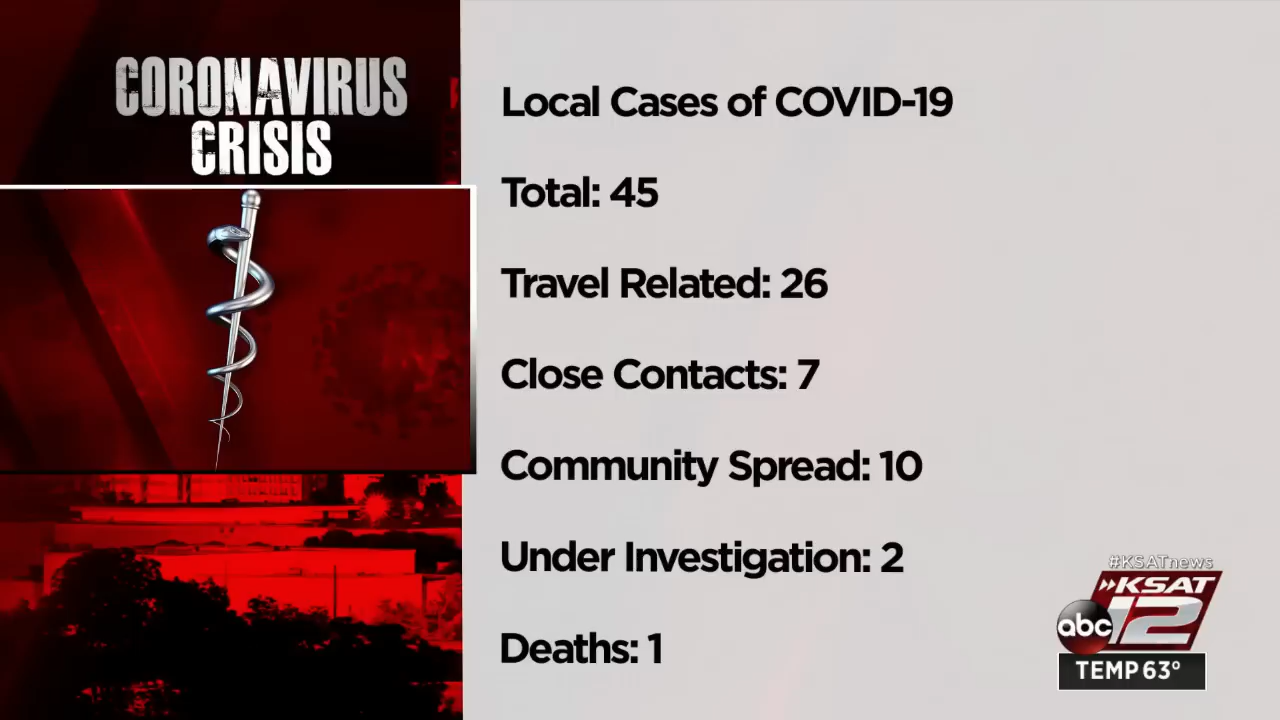 CORONAVIRUS
CRISIS
Local Cases of COVID-19
Total: 45
Travel Related: 26
Close Contacts: 7
Community Spread: 10
Under Investigation: 2
Deaths: 1
#KSATnews
KSAT
abc 12
TEMP 63°